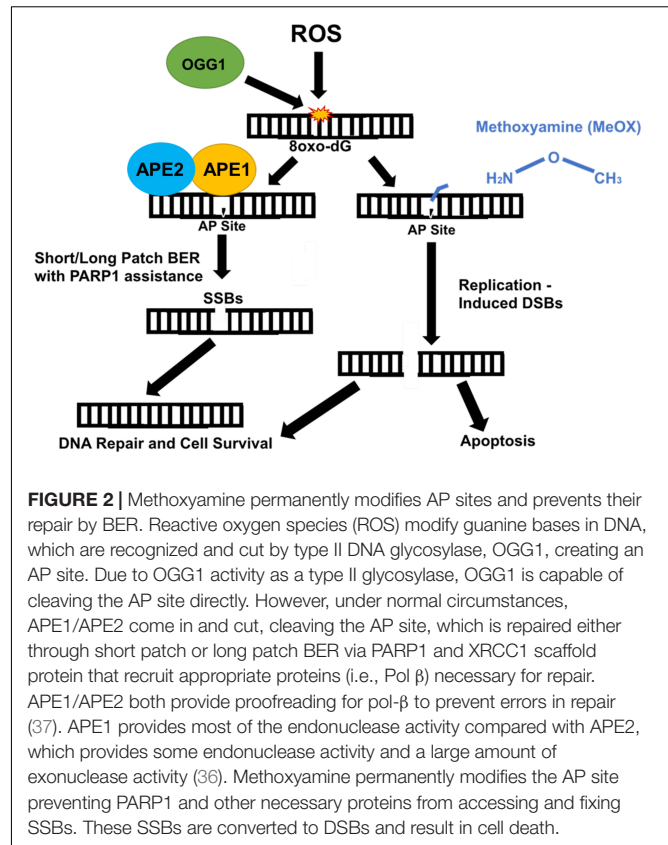 ROS
OGG1
8oxo-dG
Methoxyamine (MeOX)
H₂N
O
CH₃
APE2
APE1
AP Site
AP Site
Short/Long Patch BER
with PARP1 assistance
SSBs
Replication -
Induced DSBs
DNA Repair and Cell Survival
Apoptosis
FIGURE 2 | Methoxyamine permanently modifies AP sites and prevents their
repair by BER. Reactive oxygen species (ROS) modify guanine bases in DNA,
which are recognized and cut by type II DNA glycosylase, OGG1, creating an
AP site. Due to OGG1 activity as a type II glycosylase, OGG1 is capable of
cleaving the AP site directly. However, under normal circumstances,
APE1/APE2 come in and cut, cleaving the AP site, which is repaired either
through short patch or long patch BER via PARP1 and XRCC1 scaffold
protein that recruit appropriate proteins (i.e., Pol β) necessary for repair.
APE1/APE2 both provide proofreading for pol-β to prevent errors in repair
(37). APE1 provides most of the endonuclease activity compared with APE2,
which provides some endonuclease activity and a large amount of
exonuclease activity (36). Methoxyamine permanently modifies the AP site
preventing PARP1 and other necessary proteins from accessing and fixing
SSBs. These SSBs are converted to DSBs and result in cell death.